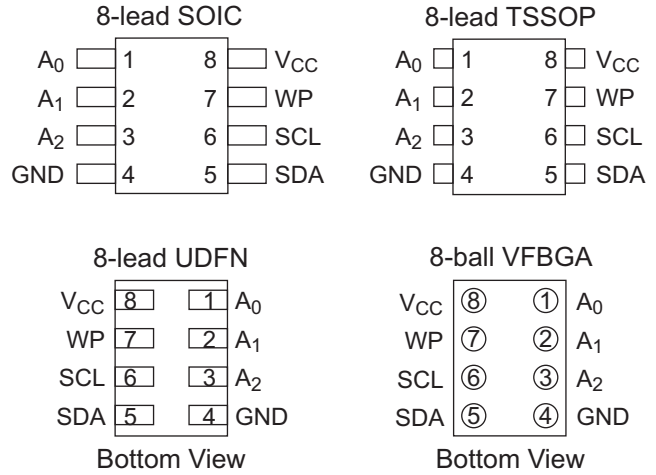 8-lead SOIC
A0 1 8 VCC
A1 2 7 WP
A2 3 6 SCL
GND 4 5 SDA
8-lead TSSOP
A0 1 8 VCC
A1 2 7 WP
A2 3 6 SCL
GND 4 5 SDA
8-lead UDFN
VCC 8 1 A0
WP 7 2 A1
SCL 6 3 A2
SDA 5 4 GND
Bottom View
8-ball VFBGA
VCC 8 1 A0
WP 7 2 A1
SCL 6 3 A2
SDA 5 4 GND
Bottom View